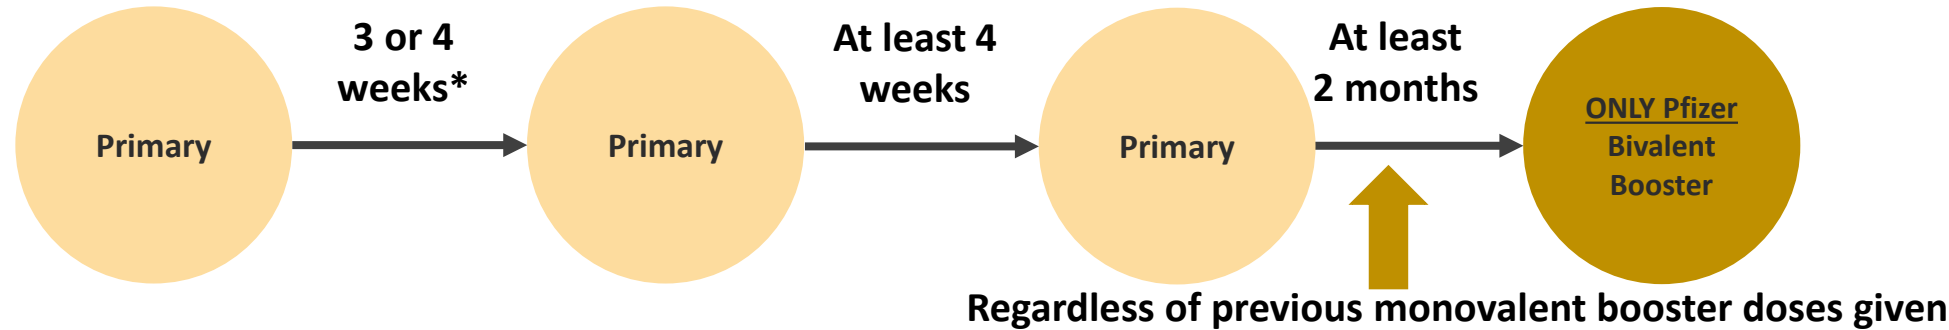 Primary
3 or 4
weeks*
Primary
At least 4
weeks
Primary
At least
2 months
ONLY Pfizer
Bivalent
Booster
Regardless of previous monovalent booster doses given